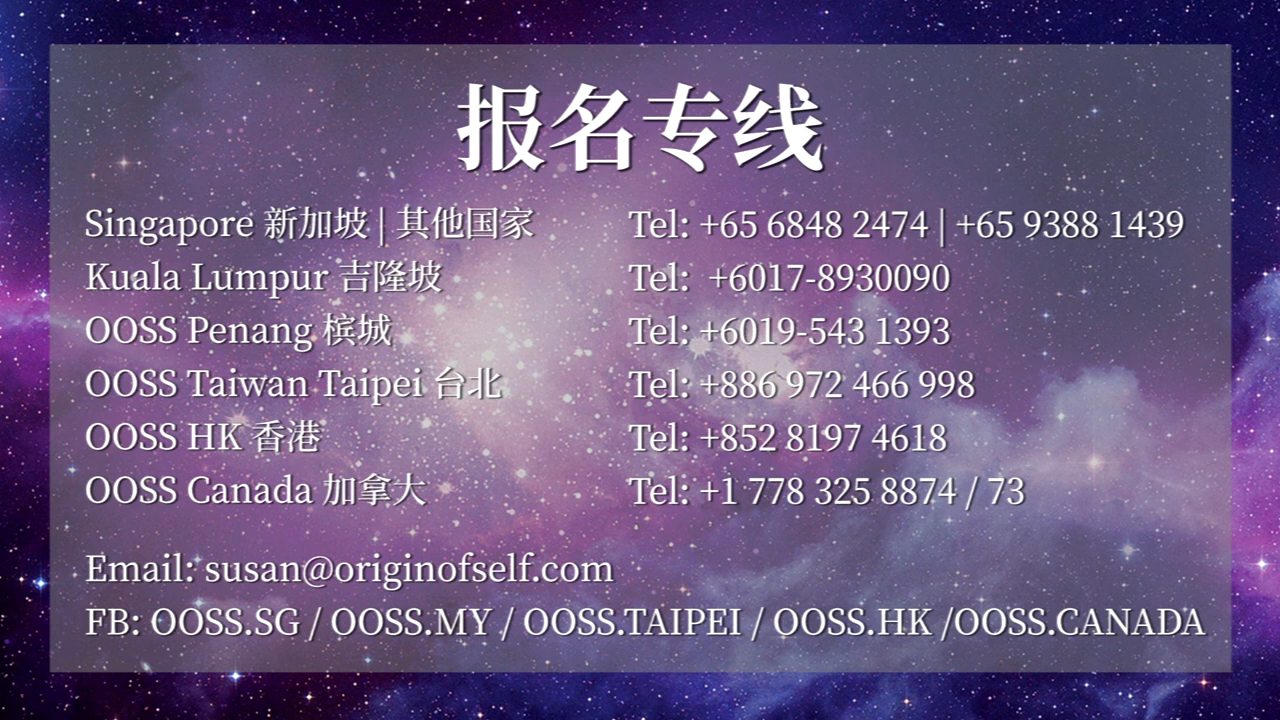 报名专线
Singapore 新加坡 | 其他国家 Tel: +65 6848 2474 | +65 9388 1439
Kuala Lumpur 吉隆坡 Tel: +6017-8930090
OOSS Penang 槟城 Tel: +6019-543 1393
OOSS Taiwan Taipei 台北 Tel: +886 972 466 998
OOSS HK 香港 Tel: +852 8197 4618
OOSS Canada 加拿大 Tel: +1 778 325 8874 / 73
Email: susan@originofself.com
FB: OOSS.SG / OOSS.MY / OOSS.TAIPEI / OOSS.HK /OOSS.CANADA